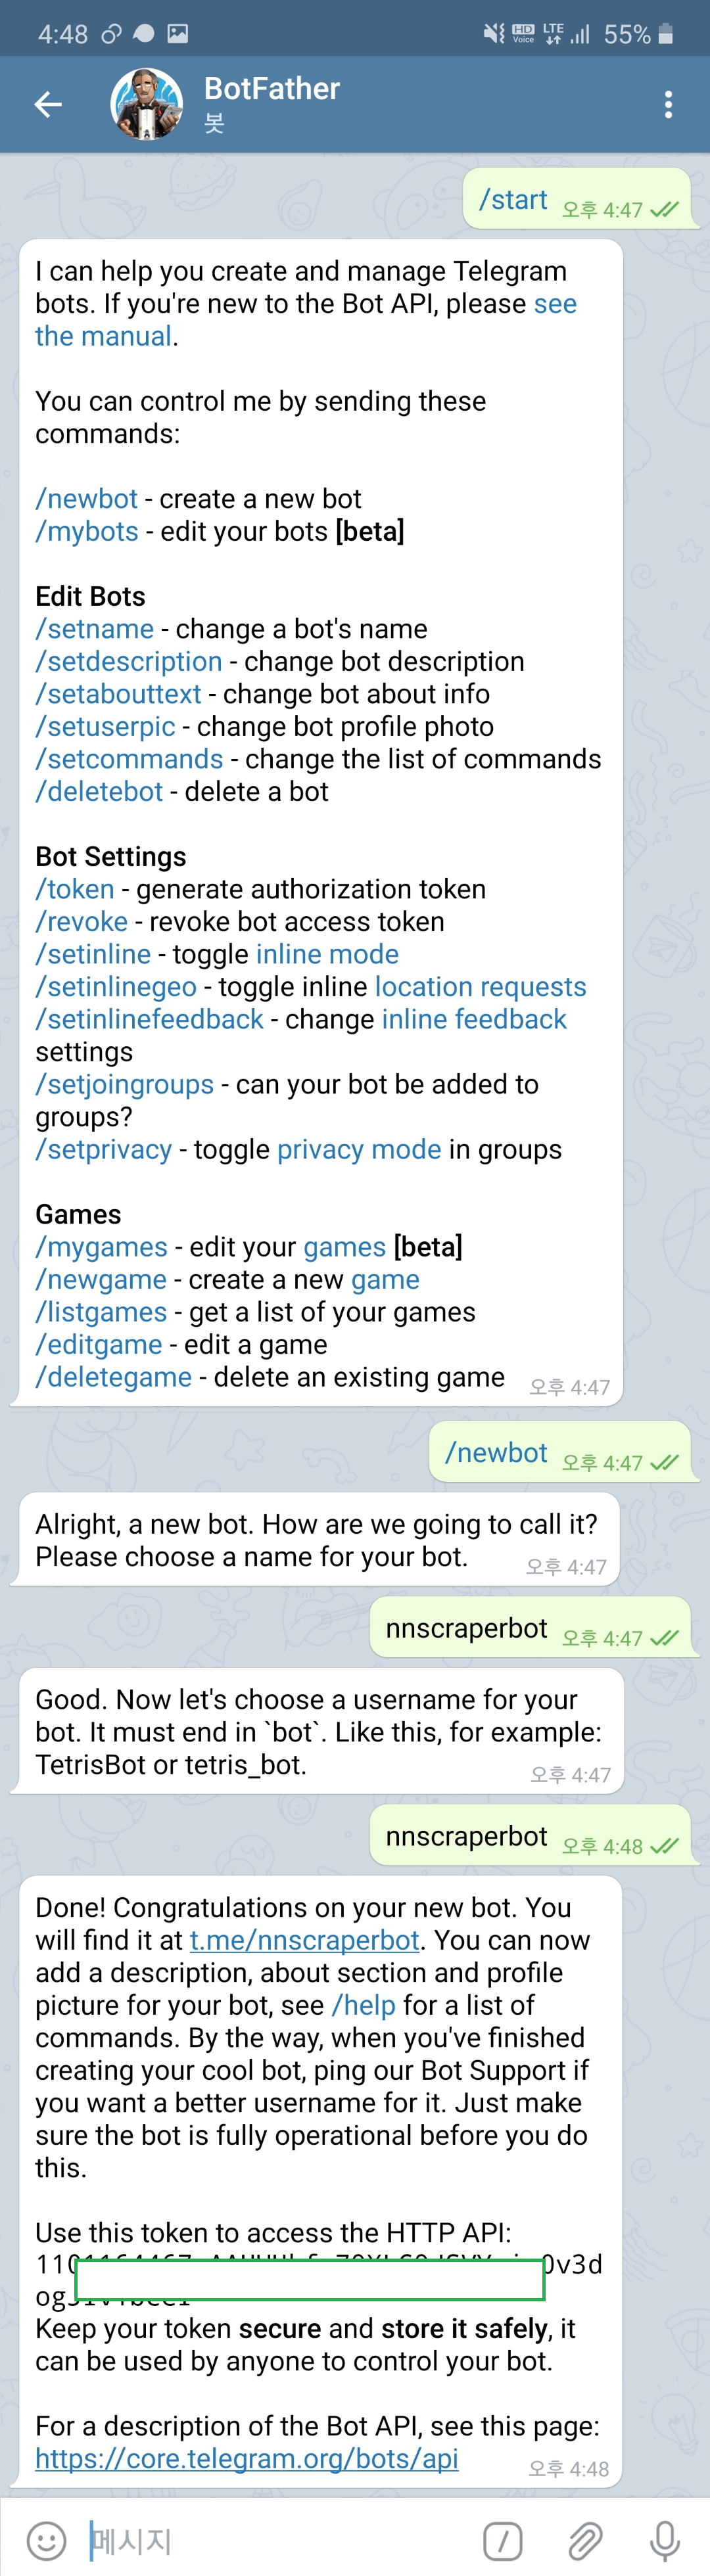 4:48 HD Voice LTE 55%
BotFather
봇
/start 오후 4:47
I can help you create and manage Telegram
bots. If you're new to the Bot API, please see
the manual.
You can control me by sending these
commands:
/newbot - create a new bot
/mybots - edit your bots [beta]
Edit Bots
/setname - change a bot's name
/setdescription - change bot description
/setabouttext - change bot about info
/setuserpic - change bot profile photo
/setcommands - change the list of commands
/deletebot - delete a bot
Bot Settings
/token - generate authorization token
/revoke - revoke bot access token
/setinline - toggle inline mode
/setinlinegeo - toggle inline location requests
/setinlinefeedback - change inline feedback
settings
/setjoingroups - can your bot be added to
groups?
/setprivacy - toggle privacy mode in groups
Games
/mygames - edit your games [beta]
/newgame - create a new game
/listgames - get a list of your games
/editgame - edit a game
/deletegame - delete an existing game 오후 4:47
/newbot 오후 4:47
Alright, a new bot. How are we going to call it?
Please choose a name for your bot. 오후 4:47
nnscraperbot 오후 4:47
Good. Now let's choose a username for your
bot. It must end in `bot`. Like this, for example:
TetrisBot or tetris_bot. 오후 4:47
nnscraperbot 오후 4:48
Done! Congratulations on your new bot. You
will find it at t.me/nnscraperbot. You can now
add a description, about section and profile
picture for your bot, see /help for a list of
commands. By the way, when you've finished
creating your cool bot, ping our Bot Support if
you want a better username for it. Just make
sure the bot is fully operational before you do
this.
Use this token to access the HTTP API:
Keep your token secure and store it safely, it
can be used by anyone to control your bot.
For a description of the Bot API, see this page:
https://core.telegram.org/bots/api 오후 4:48
메시지